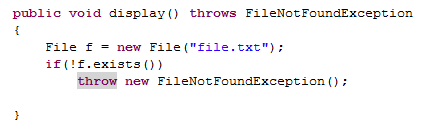 public void display() throws FileNotFoundException
{
    File f = new File("file.txt");
    if(!f.exists())
        throw new FileNotFoundException();
}